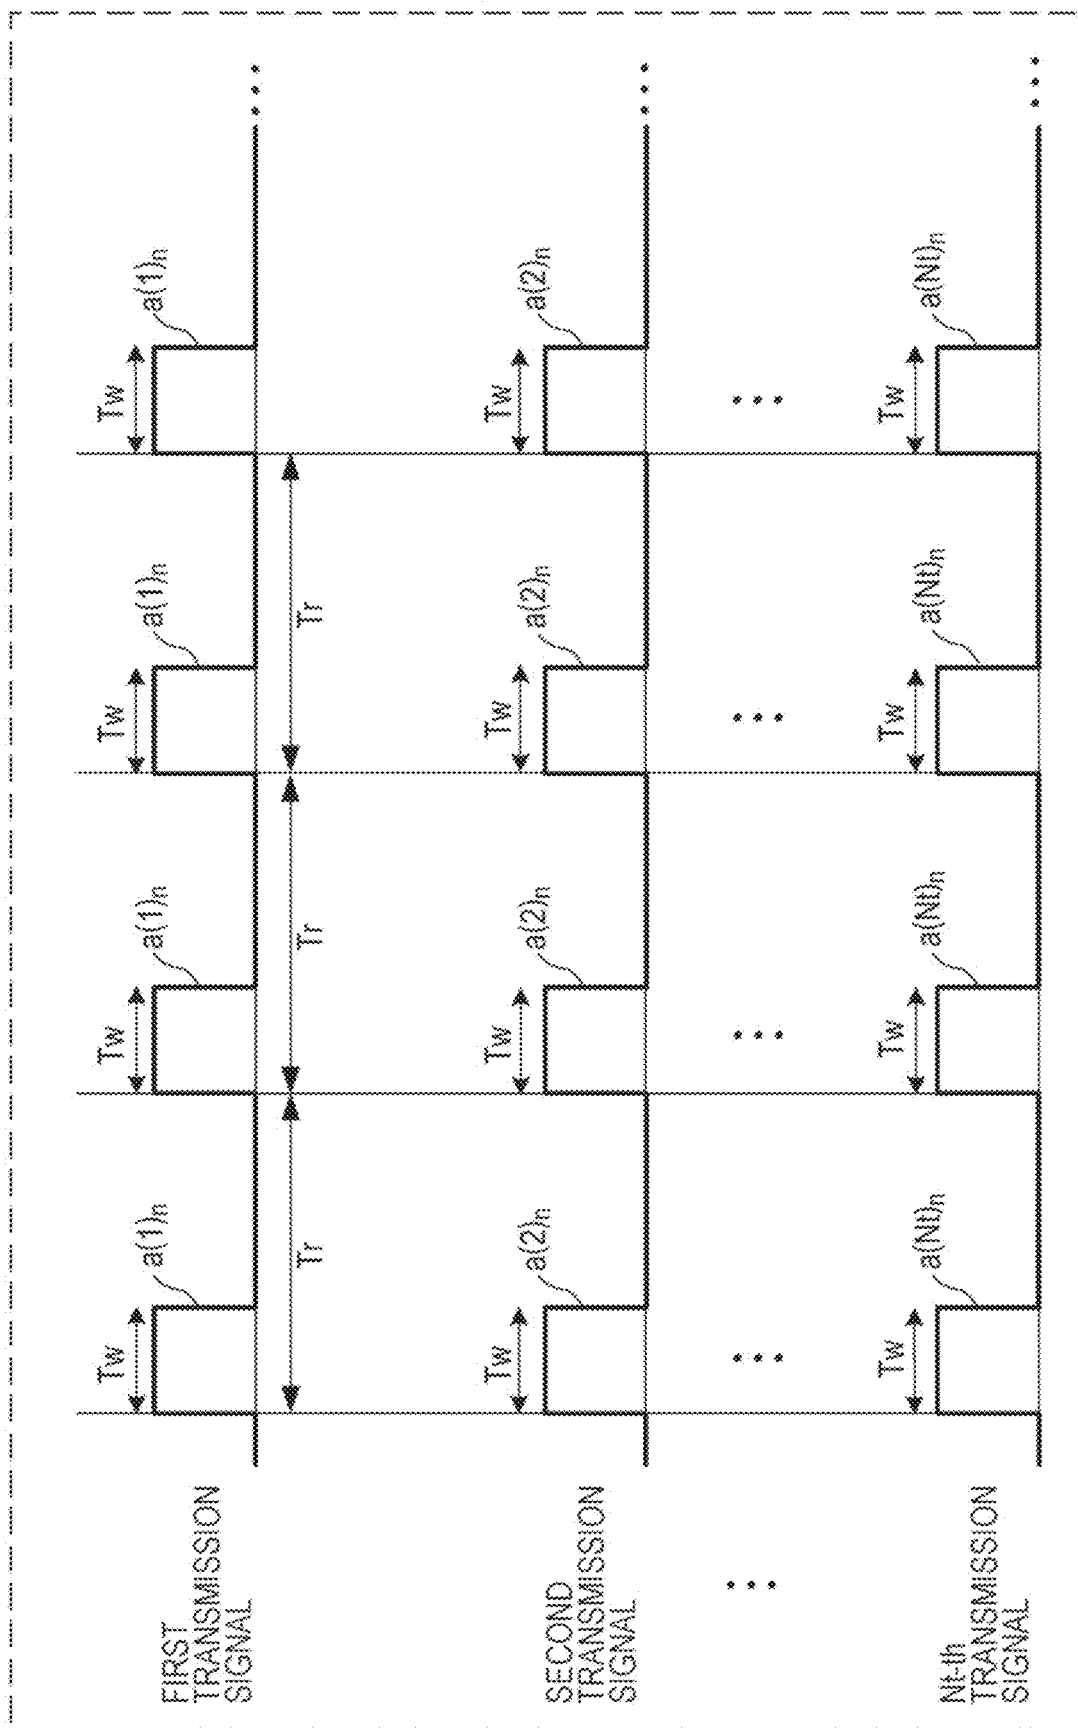 FIRST
TRANSMISSION
SIGNAL
Tw
a(1)n
Tw
a(1)n
Tw
a(1)n
Tw
a(1)n
Tr
Tr
Tr
SECOND
TRANSMISSION
SIGNAL
Tw
a(2)n
Tw
a(2)n
Tw
a(2)n
Tw
a(2)n
Nt-th
TRANSMISSION
SIGNAL
Tw
a(Nt)n
Tw
a(Nt)n
Tw
a(Nt)n
Tw
a(Nt)n